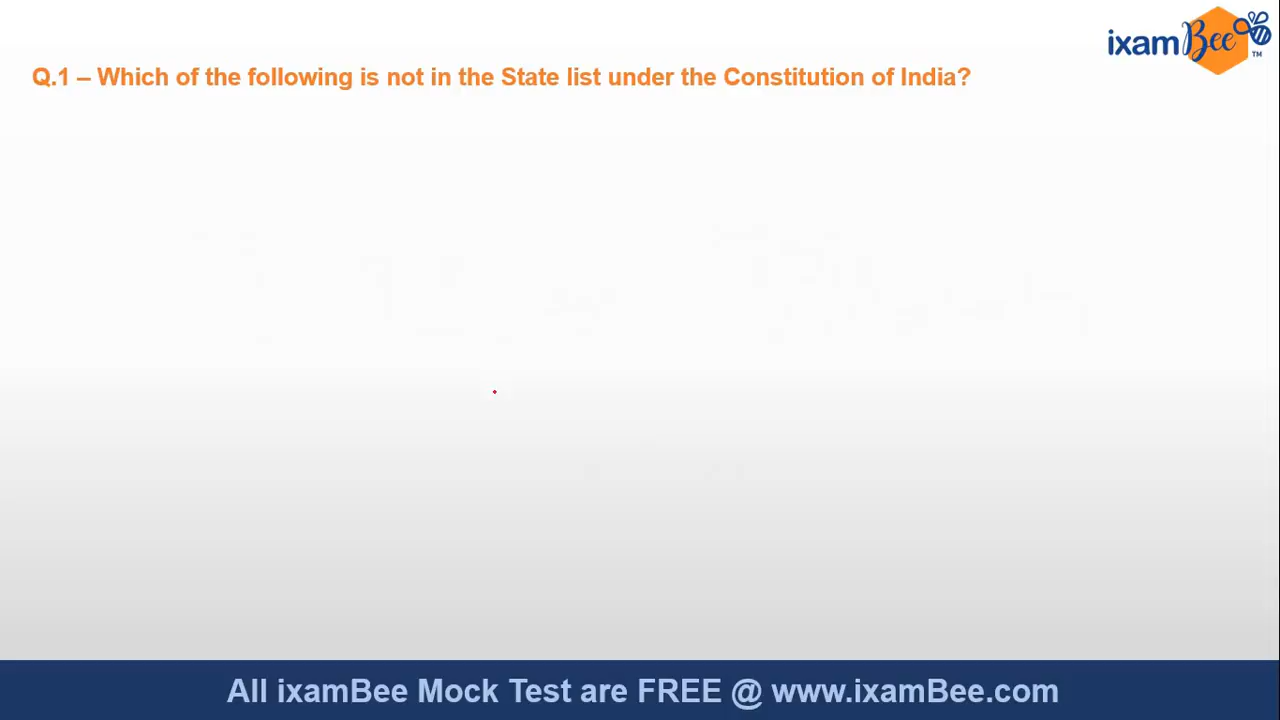 ixamBee TM
Q.1 – Which of the following is not in the State list under the Constitution of India?
All ixamBee Mock Test are FREE @ www.ixamBee.com